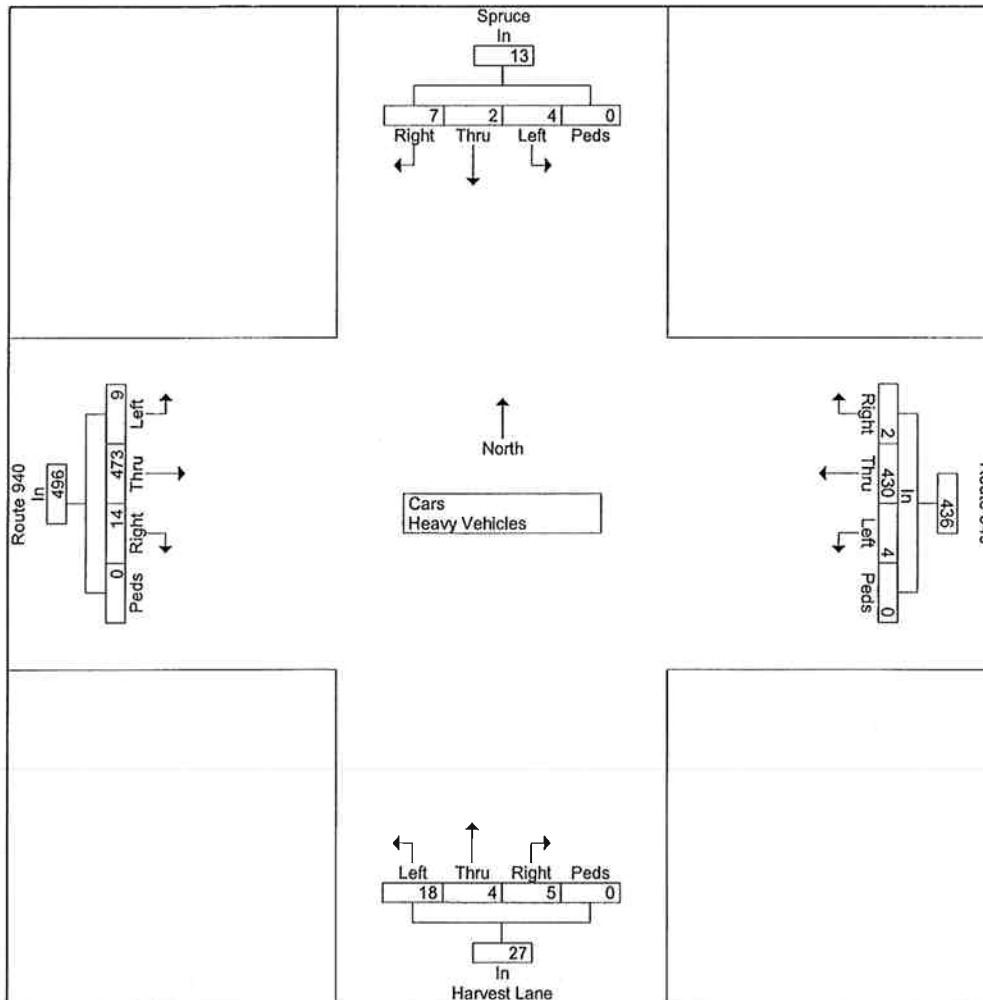 Spruce
In
13
7 2 4 0
Right Thru Left Peds
Route 940
In
496
9 473 14 0
Left Thru Right Peds
North
Cars
Heavy Vehicles
Right Thru Left Peds
2 430 4 0
In
436
Left Thru Right Peds
18 4 5 0
27
In
Harvest Lane